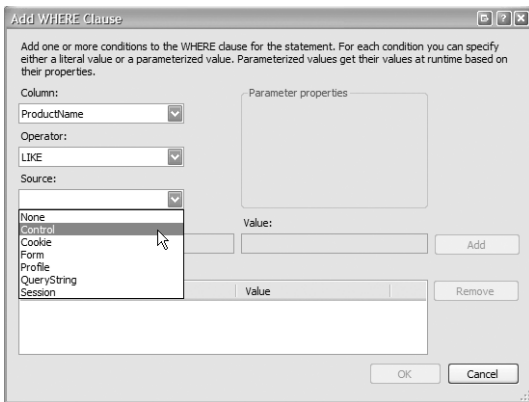 Add WHERE Clause
Add one or more conditions to the WHERE clause for the statement. For each condition you can specify
either a literal value or a parameterized value. Parameterized values get their values at runtime based on
their properties.
Column:
Parameter properties
ProductName
Operator:
LIKE
Source:
None
Control
Cookie
Form
Profile
QueryString
Session
Value:
Add
Value
Remove
OK
Cancel